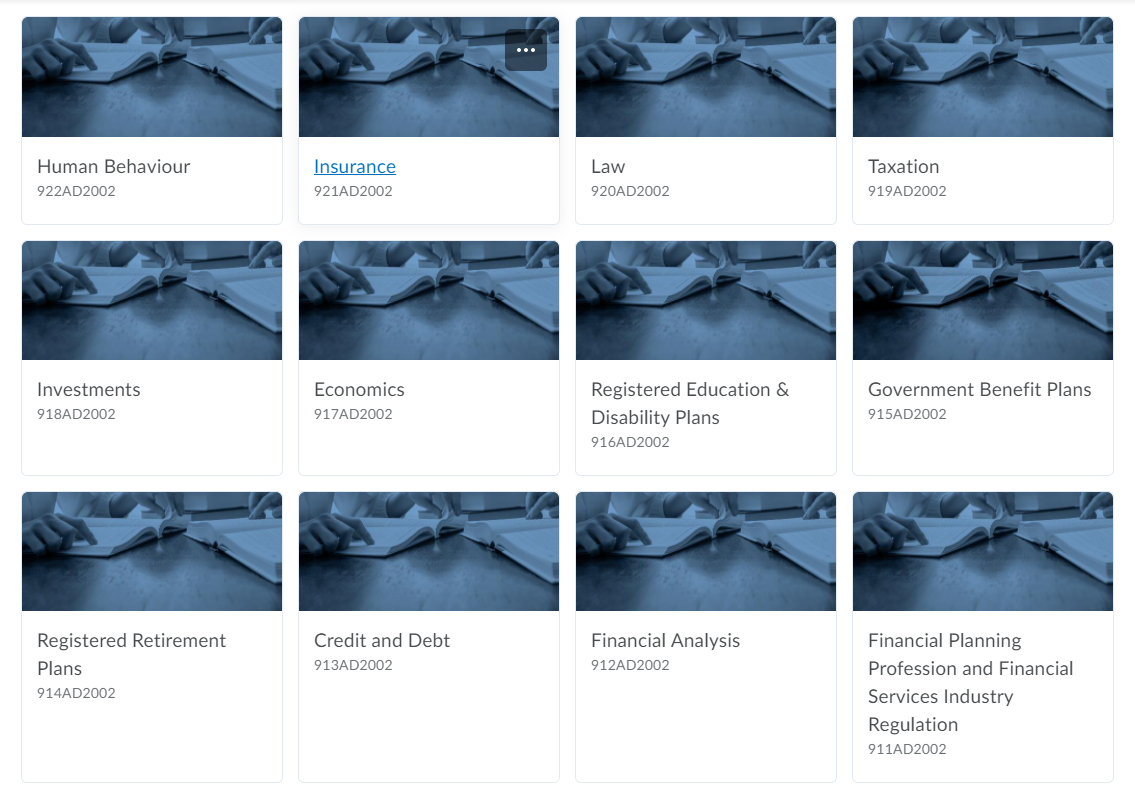 Human Behaviour
922AD2002
Insurance
921AD2002
Law
920AD2002
Taxation
919AD2002
Investments
918AD2002
Economics
917AD2002
Registered Education &
Disability Plans
916AD2002
Government Benefit Plans
915AD2002
Registered Retirement
Plans
914AD2002
Credit and Debt
913AD2002
Financial Analysis
912AD2002
Financial Planning
Profession and Financial
Services Industry
Regulation
911AD2002